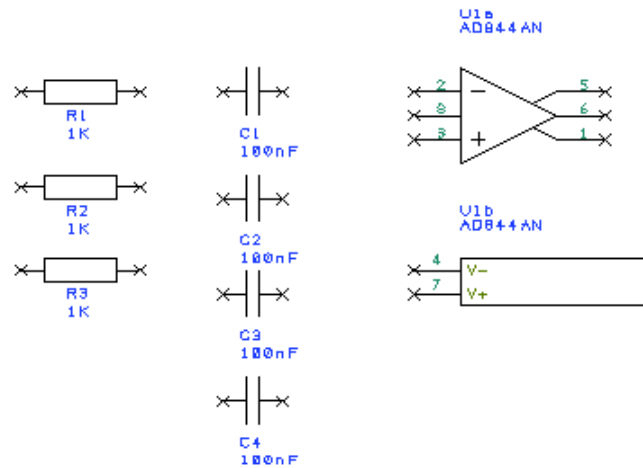 U1a
AD844AN
2
8
3
5
6
1
R1
1K
C1
100nF
R2
1K
C2
100nF
U1b
AD844AN
4
V-
7
V+
R3
1K
C3
100nF
C4
100nF